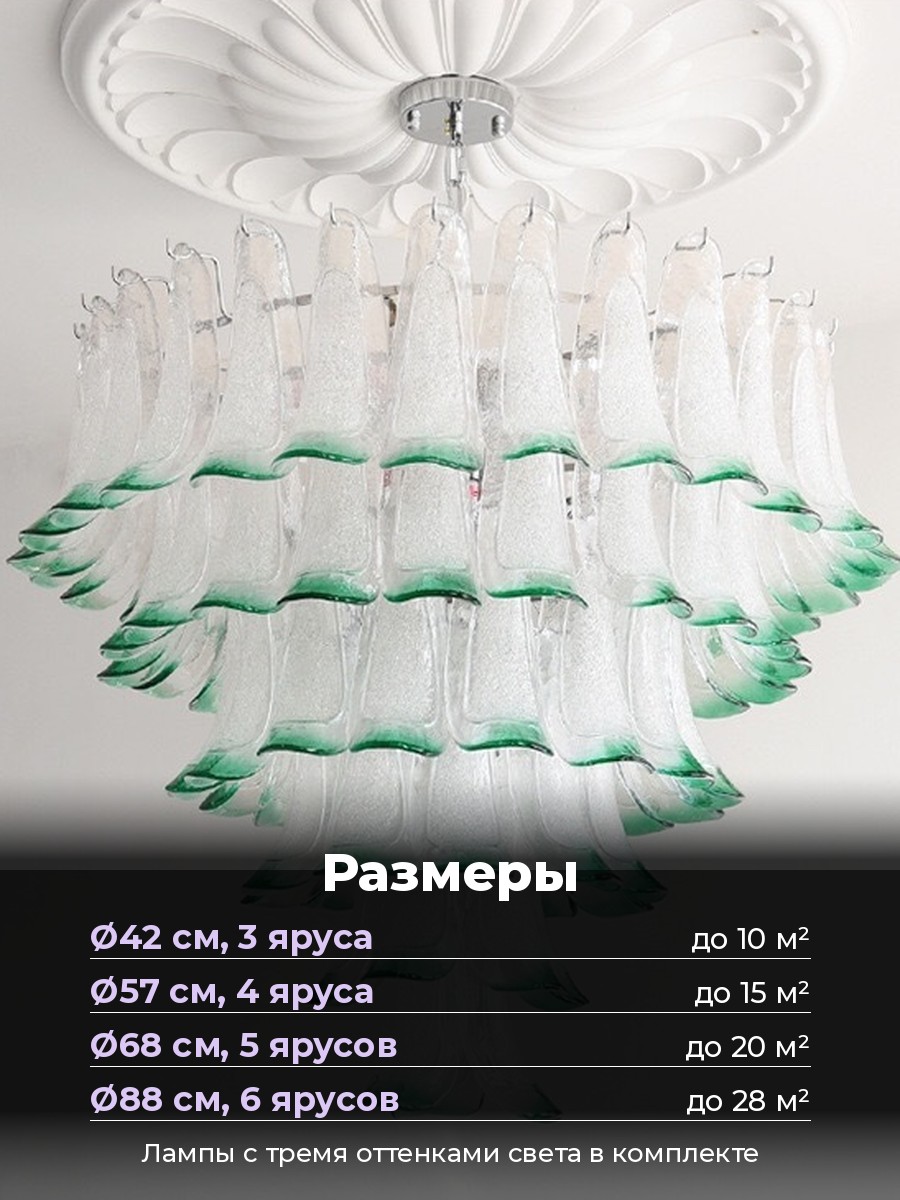 Размеры
Ø42 см, 3 яруса до 10 м²
Ø57 см, 4 яруса до 15 м²
Ø68 см, 5 ярусов до 20 м²
Ø88 см, 6 ярусов до 28 м²
Лампы с тремя оттенками света в комплекте